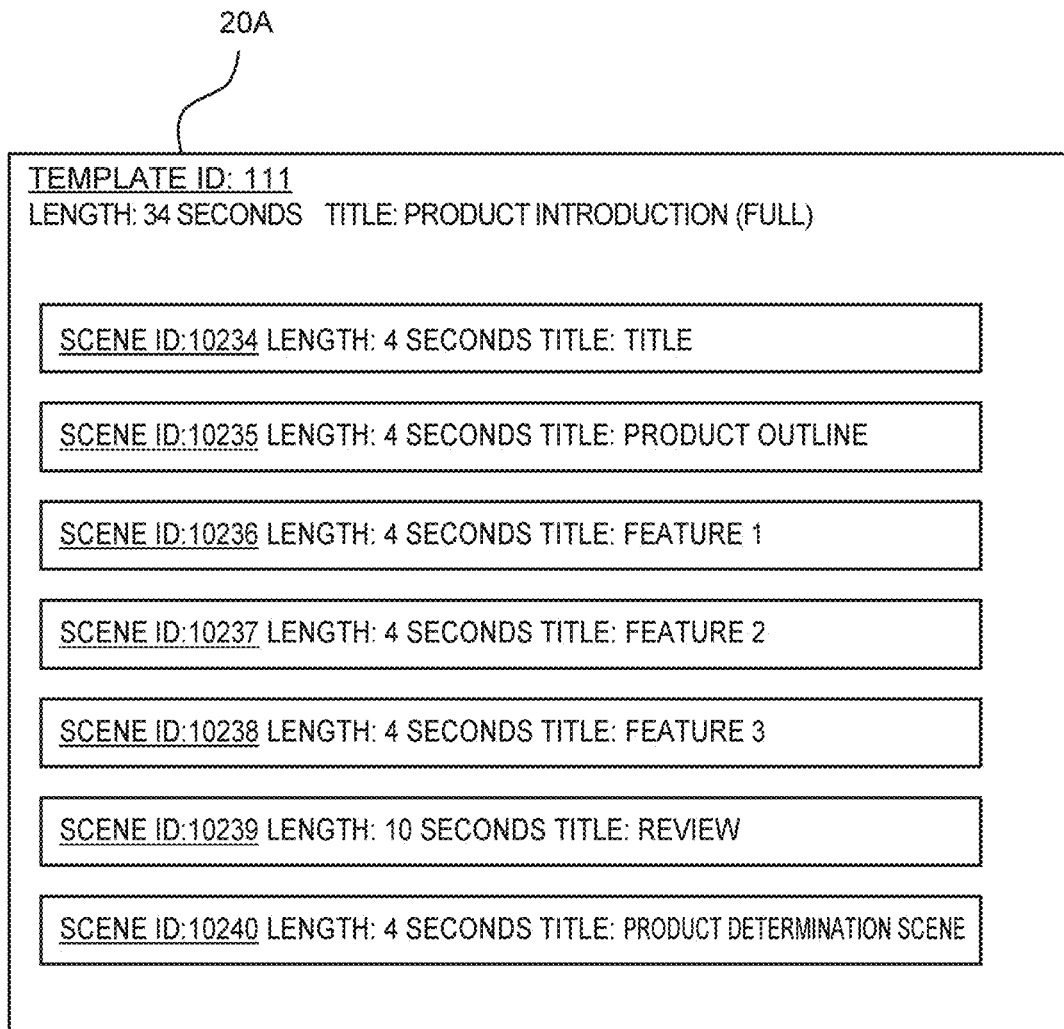 20A
TEMPLATE ID: 111
LENGTH: 34 SECONDS TITLE: PRODUCT INTRODUCTION (FULL)
SCENE ID:10234 LENGTH: 4 SECONDS TITLE: TITLE
SCENE ID:10235 LENGTH: 4 SECONDS TITLE: PRODUCT OUTLINE
SCENE ID:10236 LENGTH: 4 SECONDS TITLE: FEATURE 1
SCENE ID:10237 LENGTH: 4 SECONDS TITLE: FEATURE 2
SCENE ID:10238 LENGTH: 4 SECONDS TITLE: FEATURE 3
SCENE ID:10239 LENGTH: 10 SECONDS TITLE: REVIEW
SCENE ID:10240 LENGTH: 4 SECONDS TITLE: PRODUCT DETERMINATION SCENE